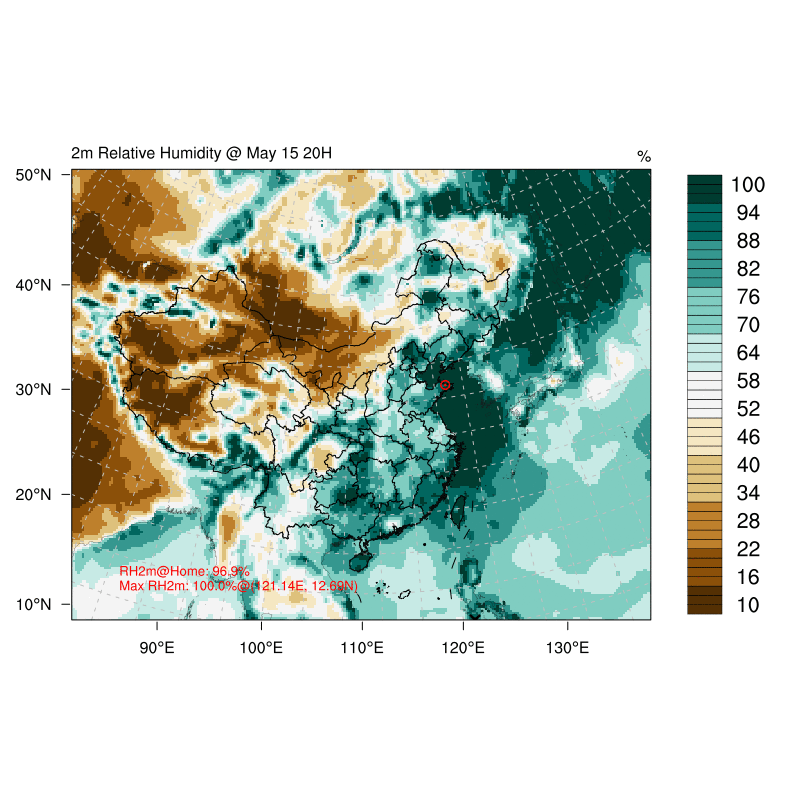 2m Relative Humidity @ May 15 20H
%
50°N
40°N
30°N
20°N
10°N
90°E
100°E
110°E
120°E
130°E
100
94
88
82
76
70
64
58
52
46
40
34
28
22
16
10
RH2m@Home: 96.9%
Max RH2m: 100.0%@(121.14E, 12.69N)